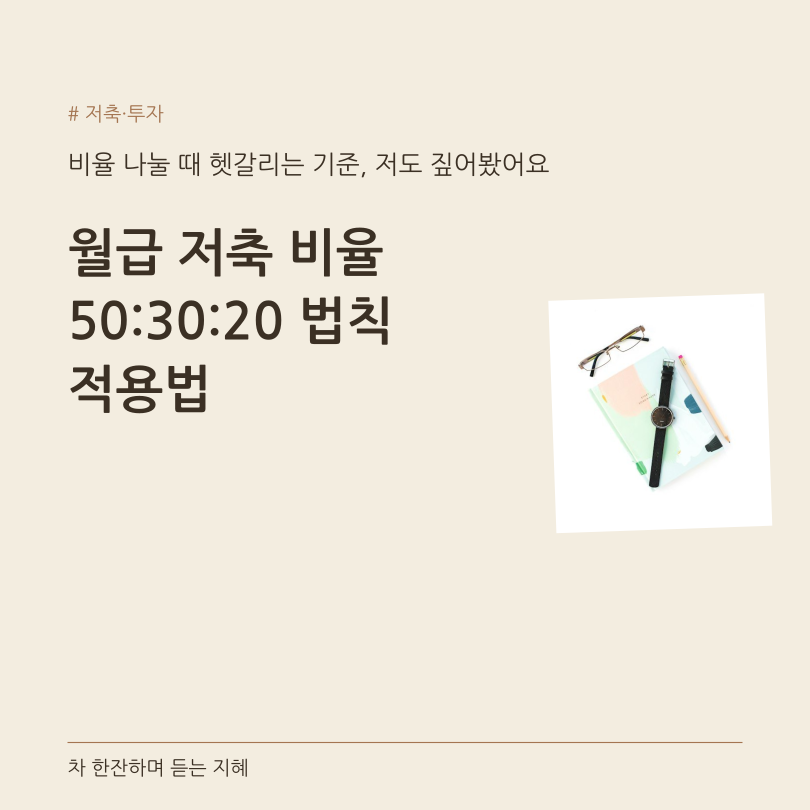 # 저축·투자
비율 나눌 때 헷갈리는 기준, 저도 짚어봤어요
월급 저축 비율
50:30:20 법칙
적용법
차 한잔하며 듣는 지혜